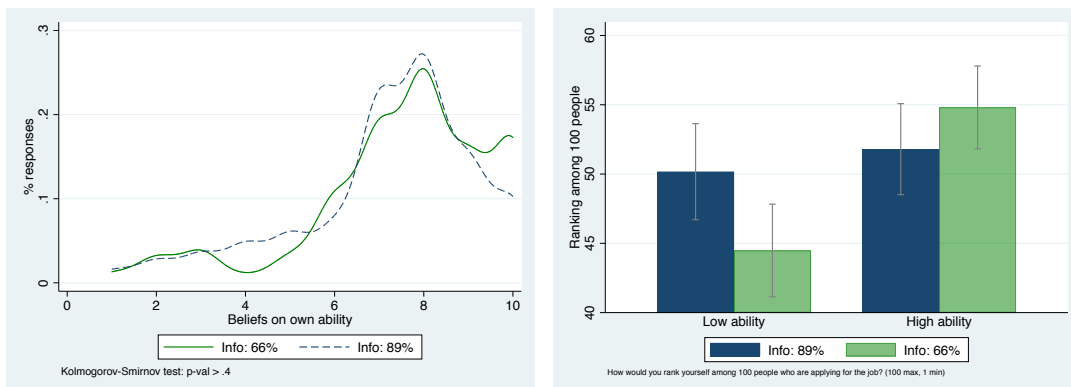 % responses
.3
.2
.1
0
0 2 4 6 8 10
Beliefs on own ability
Info: 66% Info: 89%
Kolmogorov-Smirnov test: p-val > .4
Ranking among 100 people
60
55
50
45
40
Low ability High ability
Info: 89% Info: 66%
How would you rank yourself among 100 people who are applying for the job? (100 max, 1 min)